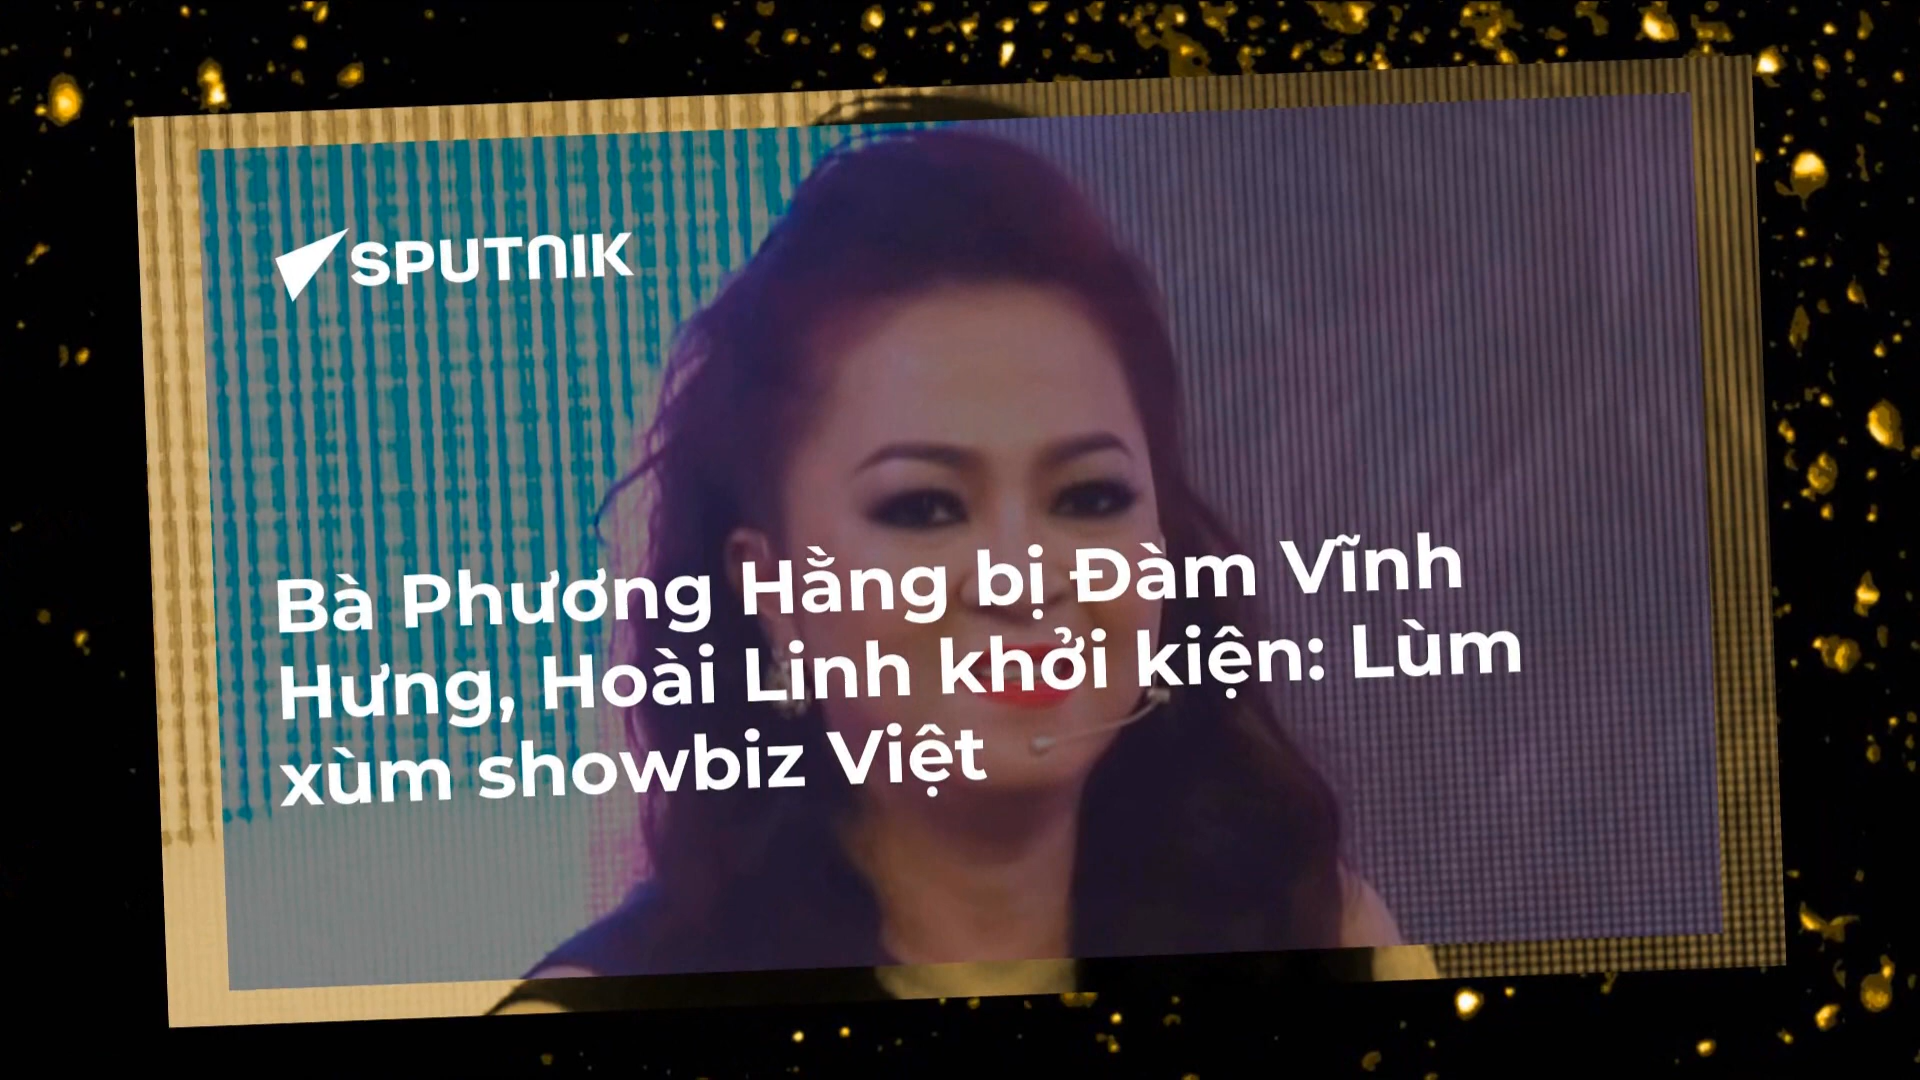 SPUTNIK
Bà Phương Hằng bị Đàm Vĩnh
Hưng, Hoài Linh khởi kiện: Lùm
xùm showbiz Việt